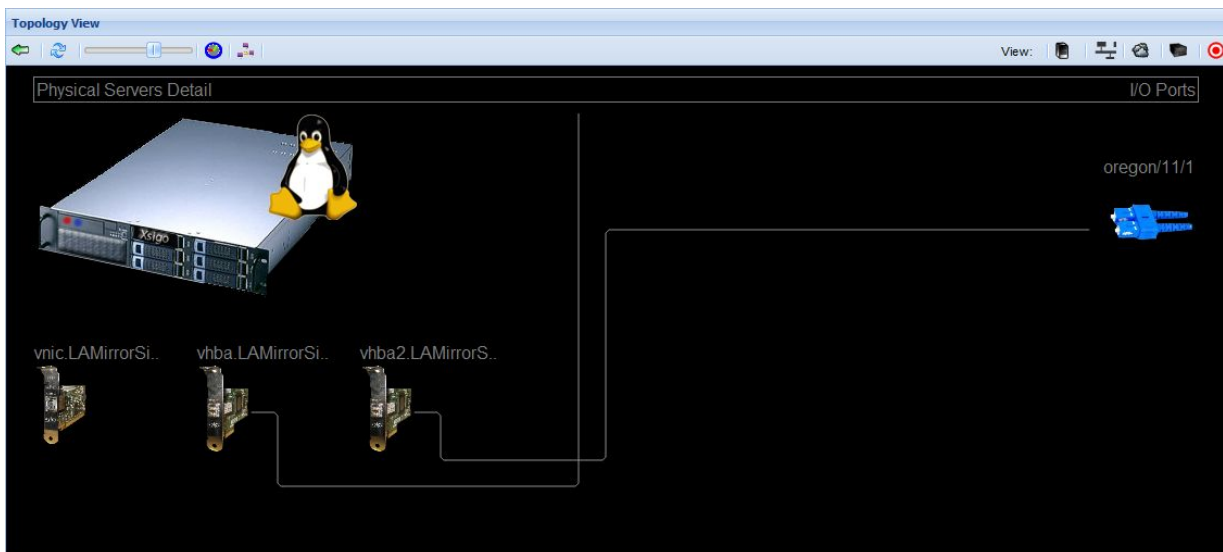 Topology View
View:
Physical Servers Detail
I/O Ports
oregon/11/1
Xsigo
vnic.LAMirrorSi..
vhba.LAMirrorSi..
vhba2.LAMirrorS..